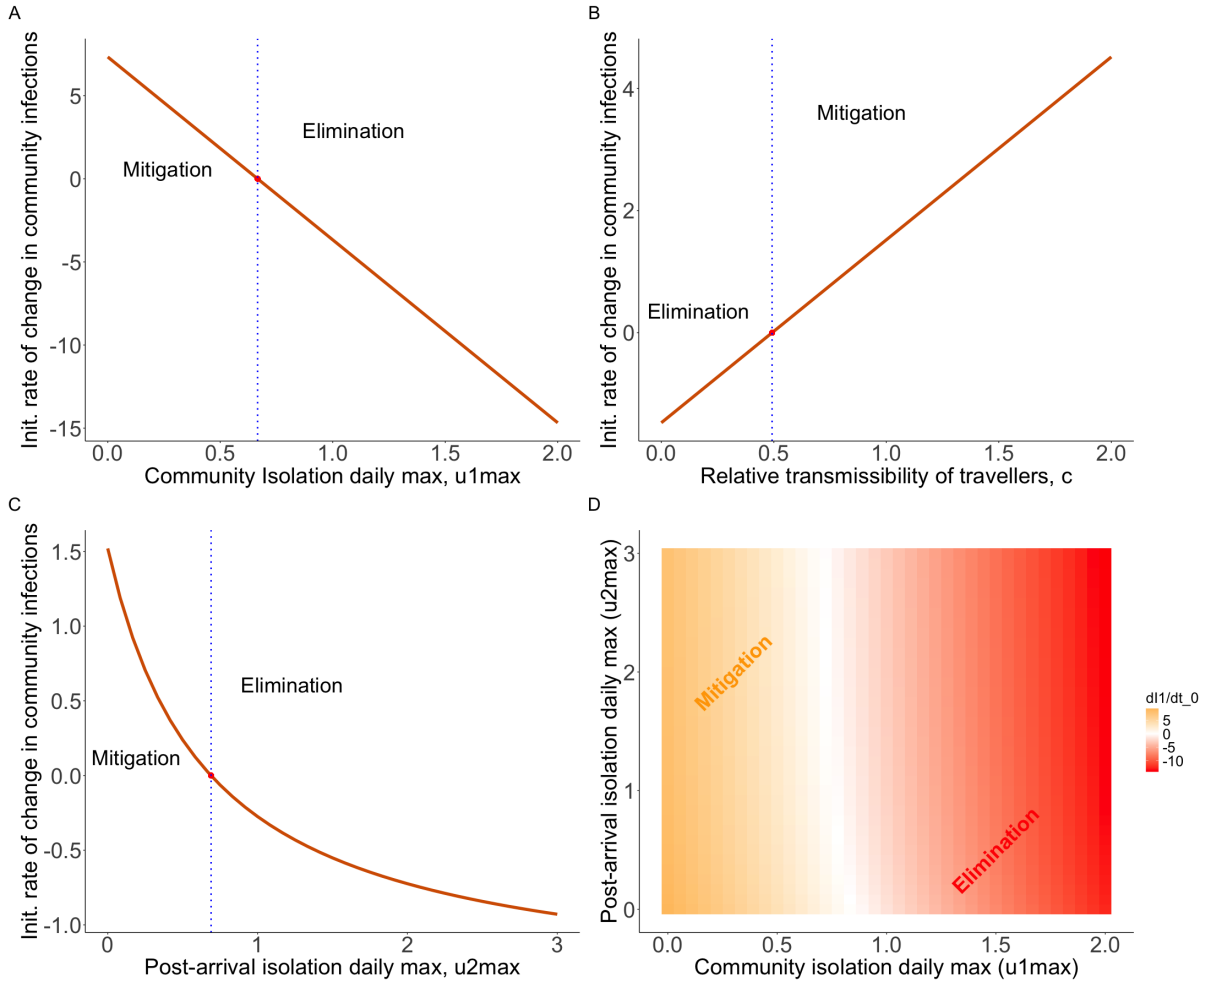 A
Init. rate of change in community infections
5
0
-5
-10
-15
Mitigation
Elimination
0.0 0.5 1.0 1.5 2.0
Community Isolation daily max, u1max
B
Init. rate of change in community infections
4
2
0
Mitigation
Elimination
0.0 0.5 1.0 1.5 2.0
Relative transmissibility of travellers, c
C
Init. rate of change in community infections
1.5
1.0
0.5
0.0
-0.5
-1.0
Elimination
Mitigation
0 1 2 3
Post-arrival isolation daily max, u2max
D
Post-arrival isolation daily max (u2max)
3
2
1
0
Mitigation
Elimination
0.0 0.5 1.0 1.5 2.0
Community isolation daily max (u1max)
dI1/dt_0
5
0
-5
-10